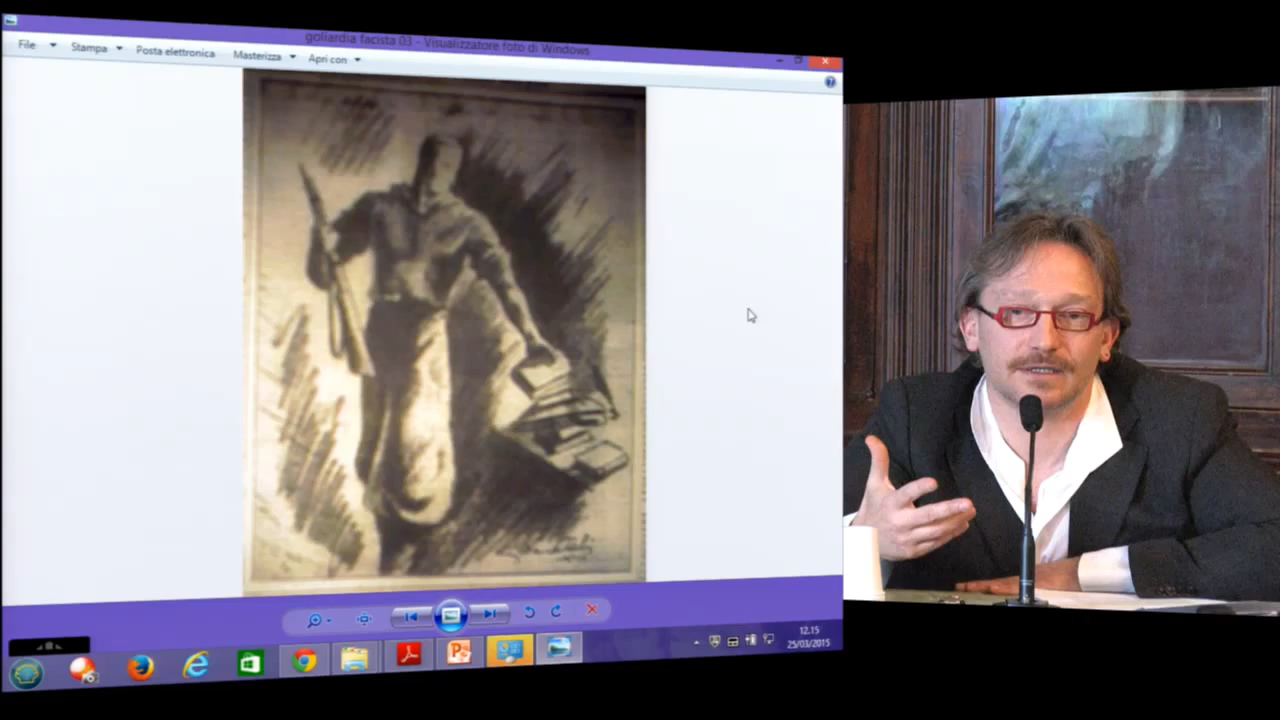 goliardia facista 03 - Visualizzatore foto di Windows
File Stampa Posta elettronica Masterizza Apri con
12.15
25/03/2015